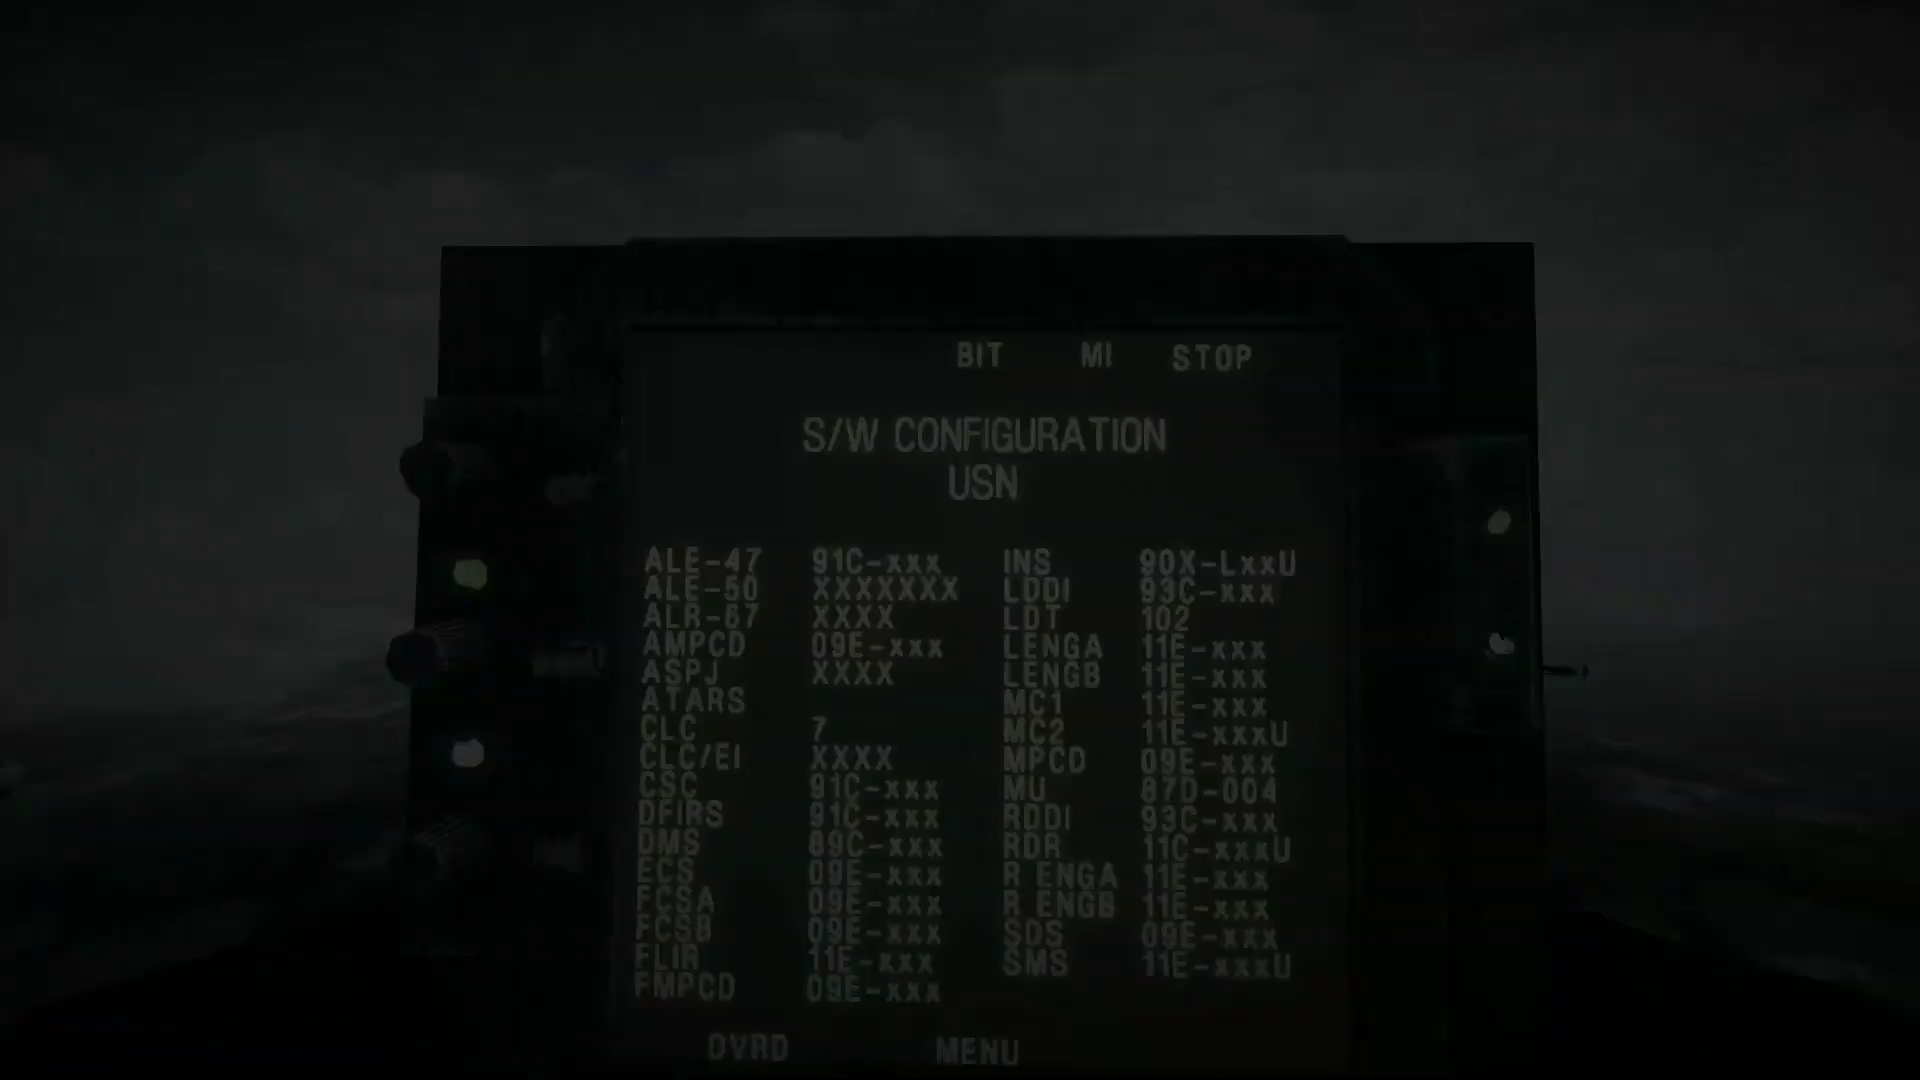 BIT MI STOP
S/W CONFIGURATION
USN
ALE-47 91C-xxx INS 90X-LxxU
ALE-50 XXXXXXX LDDI 93C-xxx
ALR-67 XXXX LDT 102
AMPCD 09E-xxx LENGA 11E-xxx
ASPJ XXXX LENGB 11E-xxx
ATARS MC1 11E-xxx
CLC 7 MC2 11E-xxxU
CLC/EI XXXX MPCD 09E-xxx
CSC 91C-xxx MU 87D-004
DFIRS 91C-xxx RDDI 93C-xxx
DMS 89C-xxx RDR 11C-xxxU
ECS 09E-xxx R ENGA 11E-xxx
FCSA 09E-xxx R ENGB 11E-xxx
FCSB 09E-xxx SDS 09E-xxx
FLIR 11E-xxx SMS 11E-xxxU
FMPCD 09E-xxx
OVRD MENU